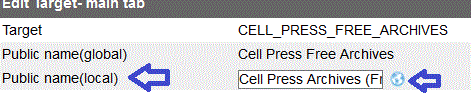 Edit Target- main tab
Target CELL_PRESS_FREE_ARCHIVES
Public name(global) Cell Press Free Archives
Public name(local) Cell Press Archives (Fr